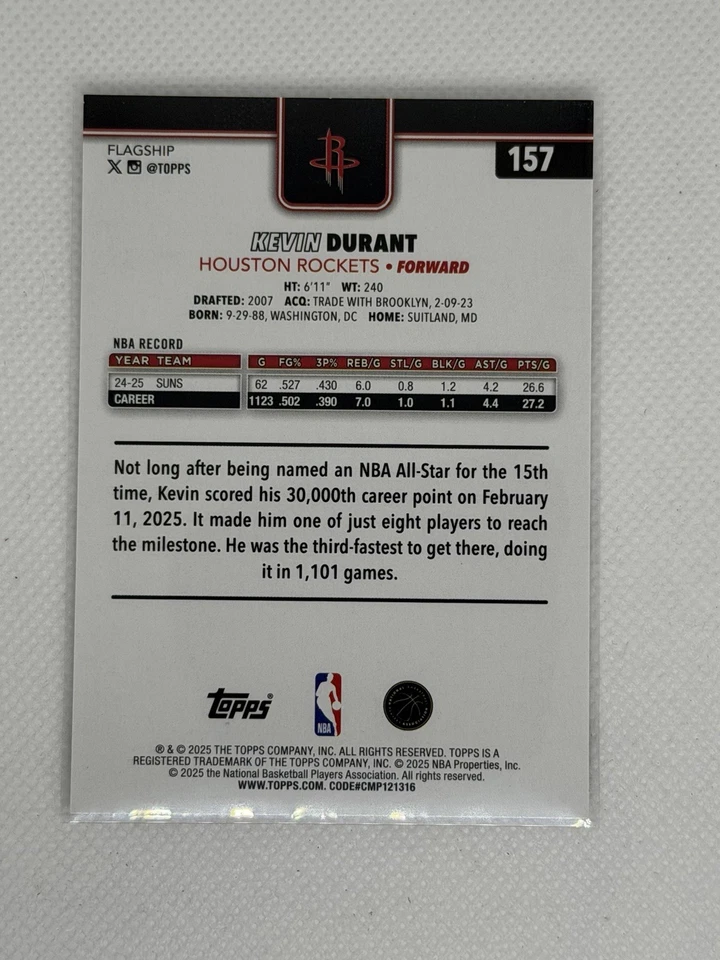 FLAGSHIP
X @TOPPS
157
R
KEVIN DURANT
HOUSTON ROCKETS • FORWARD
HT: 6'11" WT: 240
DRAFTED: 2007 ACQ: TRADE WITH BROOKLYN, 2-09-23
BORN: 9-29-88, WASHINGTON, DC HOME: SUITLAND, MD
NBA RECORD
YEAR TEAM G FG% 3P% REB/G STL/G BLK/G AST/G PTS/G
24-25 SUNS 62 .527 .430 6.0 0.8 1.2 4.2 26.6
CAREER 1123 .502 .390 7.0 1.0 1.1 4.4 27.2
Not long after being named an NBA All-Star for the 15th
time, Kevin scored his 30,000th career point on February
11, 2025. It made him one of just eight players to reach
the milestone. He was the third-fastest to get there, doing
it in 1,101 games.
Topps®
NBA
® & © 2025 THE TOPPS COMPANY, INC. ALL RIGHTS RESERVED. TOPPS IS A
REGISTERED TRADEMARK OF THE TOPPS COMPANY, INC. © 2025 NBA Properties, Inc.
© 2025 the National Basketball Players Association. All rights reserved.
WWW.TOPPS.COM. CODE#CMP121316